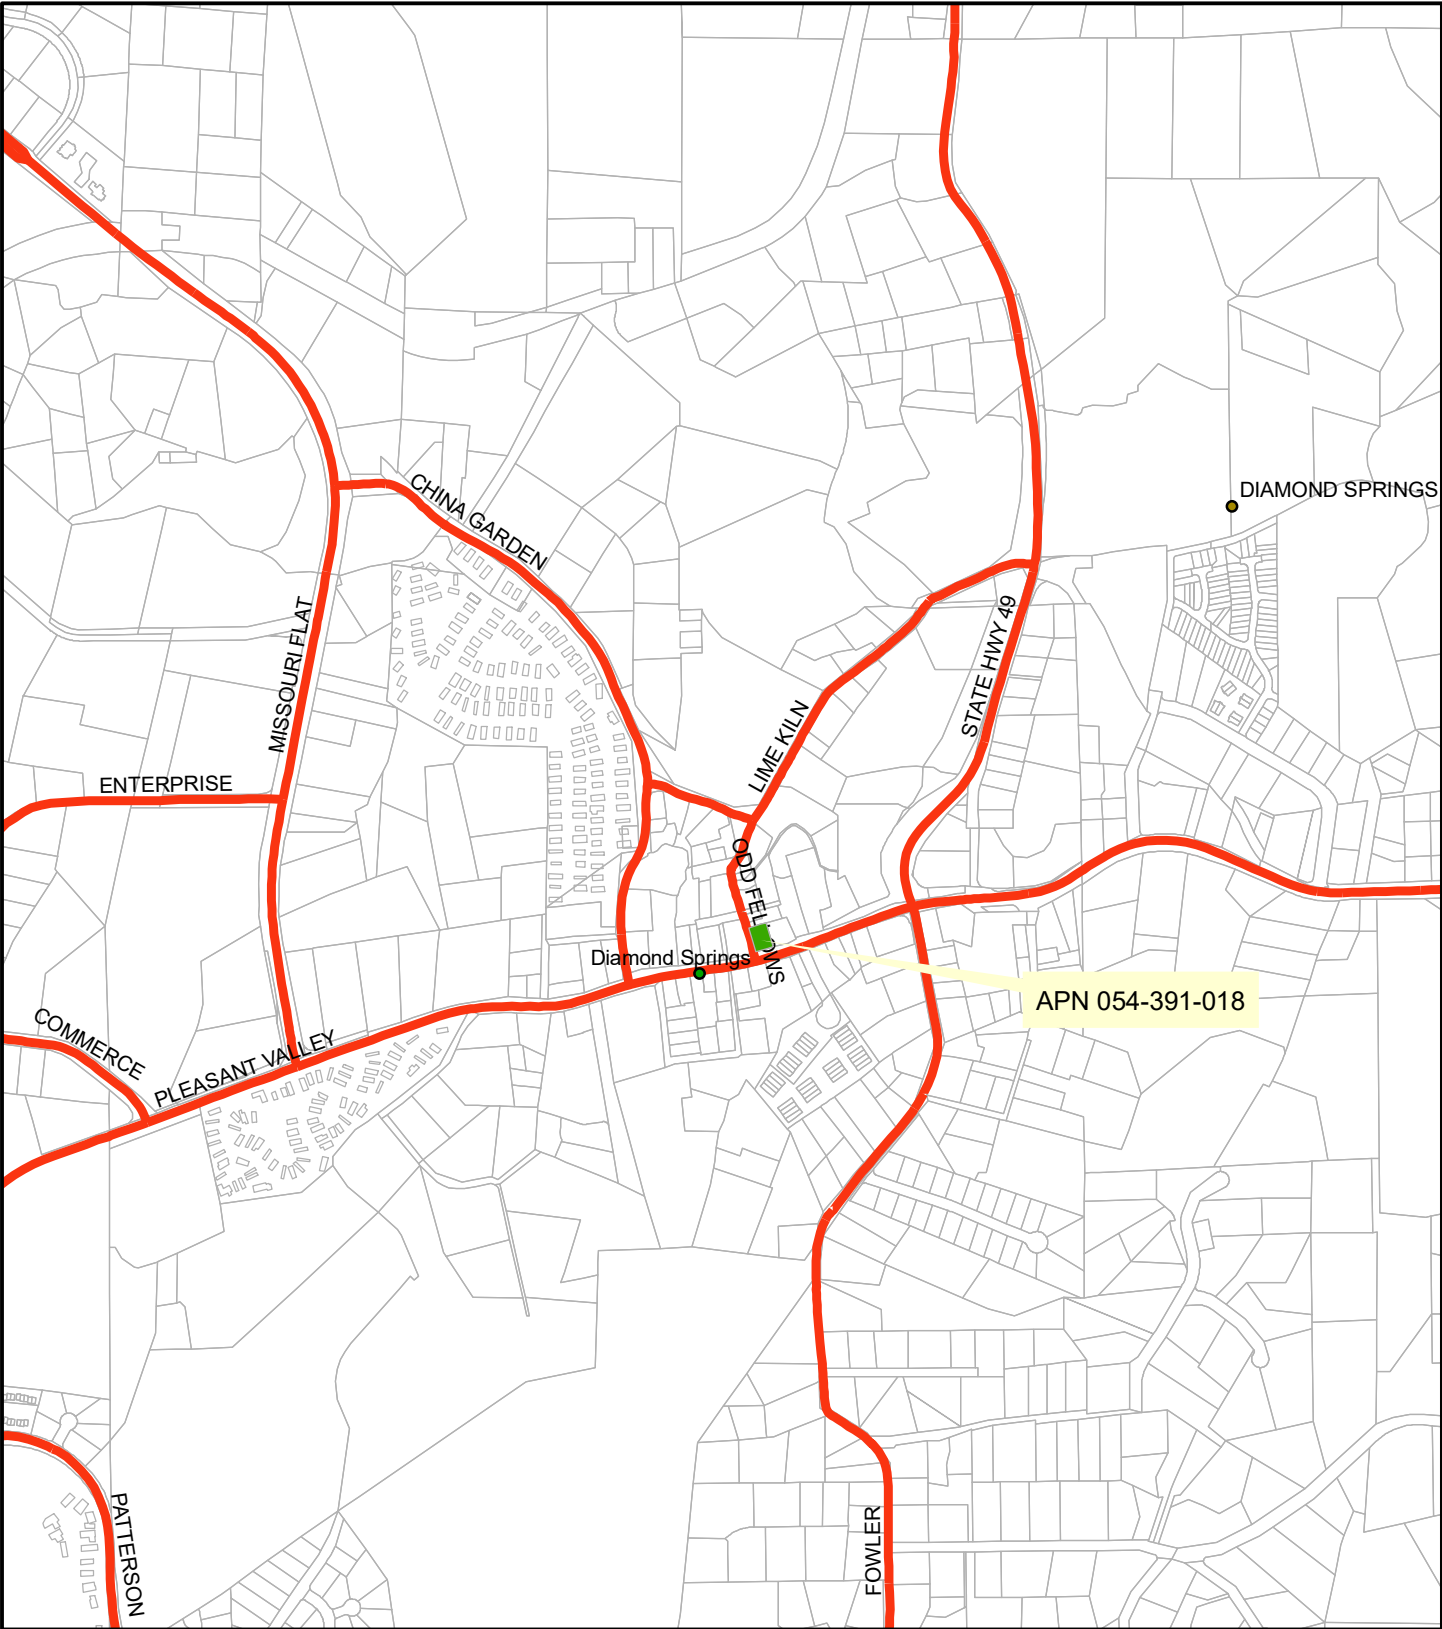 DIAMOND SPRINGS
CHINA GARDEN
MISSOURI FLAT
STATE HWY 49
LIME KILN
ENTERPRISE
ODD FELLOWS
Diamond Springs
APN 054-391-018
COMMERCE
PLEASANT VALLEY
PATTERSON
FOWLER